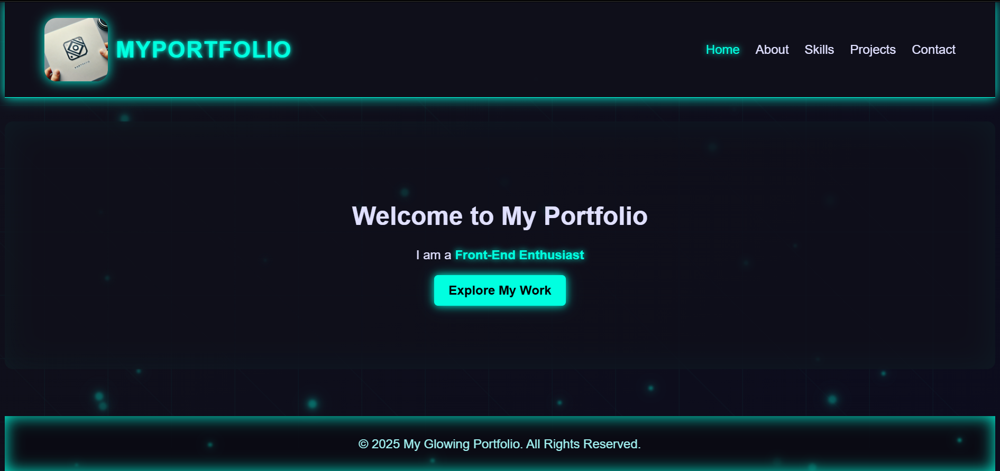 MYPORTFOLIO
Home About Skills Projects Contact
Welcome to My Portfolio
I am a Front-End Enthusiast
Explore My Work
© 2025 My Glowing Portfolio. All Rights Reserved.